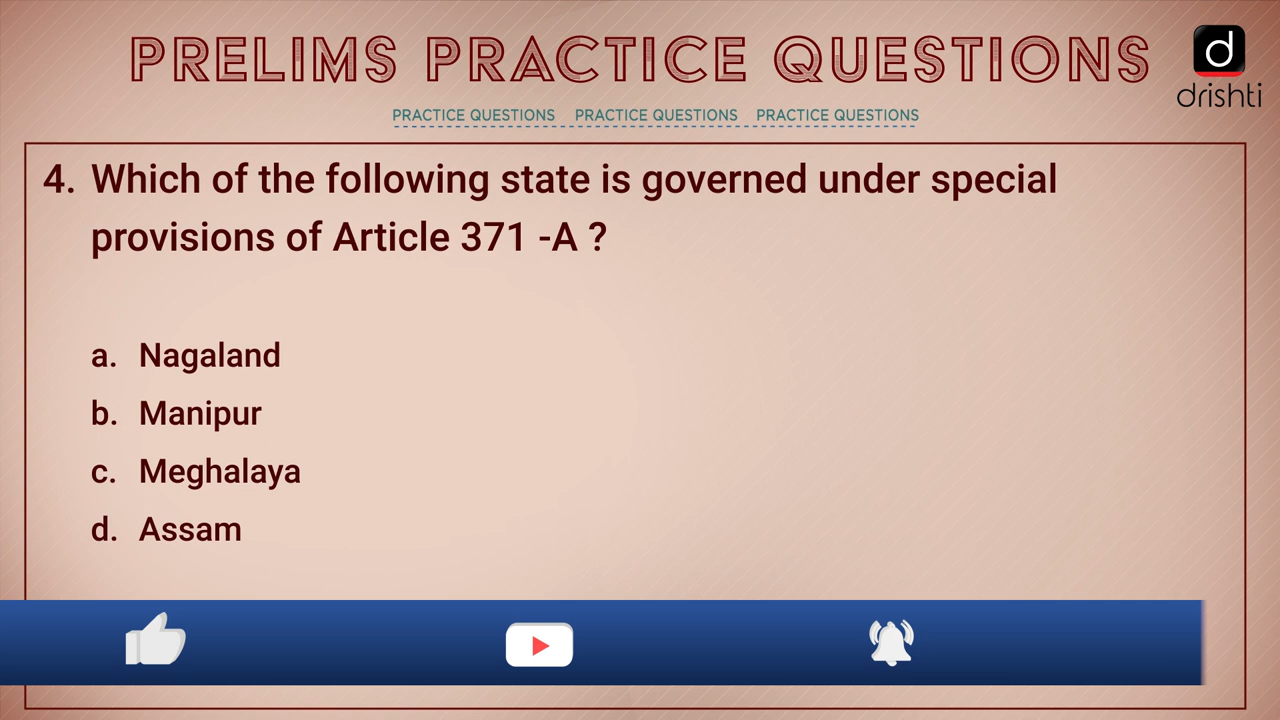 PRELIMS PRACTICE QUESTIONS
d
drishti
PRACTICE QUESTIONS PRACTICE QUESTIONS PRACTICE QUESTIONS
4. Which of the following state is governed under special
provisions of Article 371 -A ?
a. Nagaland
b. Manipur
c. Meghalaya
d. Assam